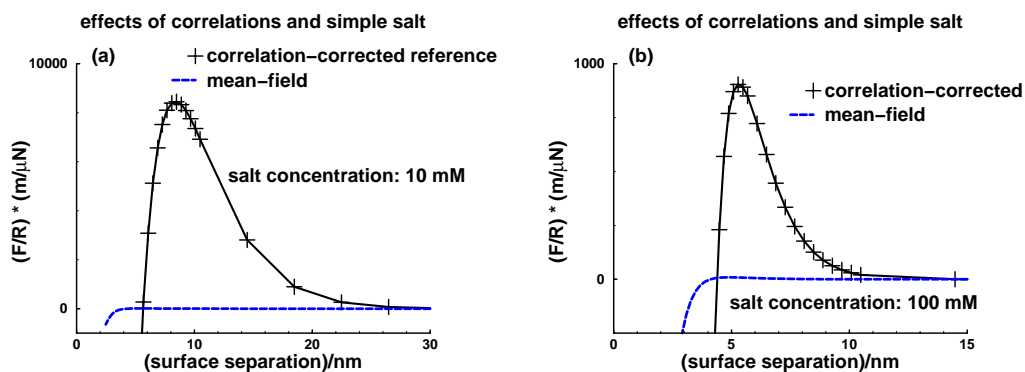 effects of correlations and simple salt
(a)
correlation−corrected reference
mean−field
salt concentration: 10 mM
10000
0
(F/R) * (m/μN)
0 10 20 30
(surface separation)/nm
effects of correlations and simple salt
(b)
correlation−corrected
mean−field
salt concentration: 100 mM
1000
500
0
(F/R) * (m/μN)
0 5 10 15
(surface separation)/nm